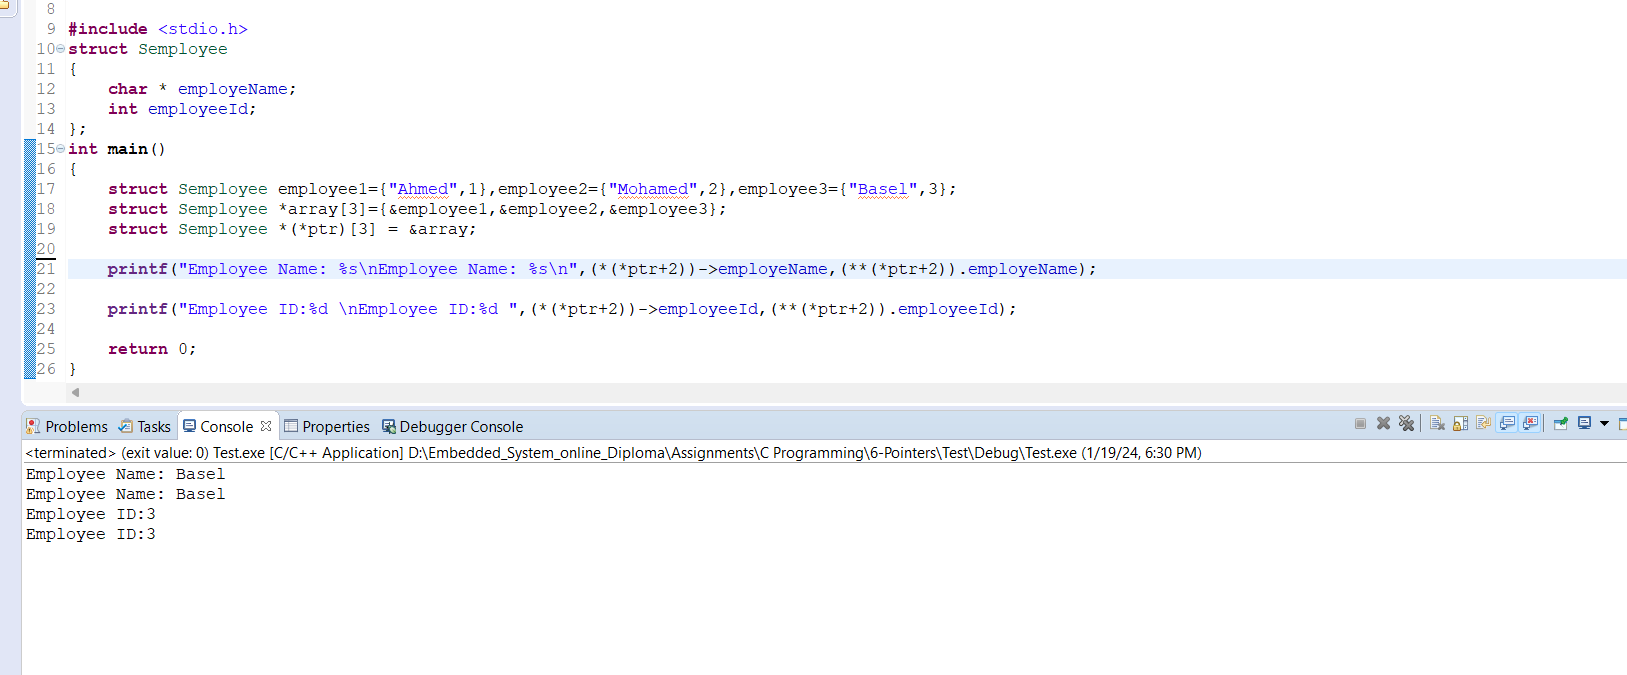 8
9 #include <stdio.h>
10 struct Semployee
11 {
12     char * employeName;
13     int employeeId;
14 };
15 int main()
16 {
17     struct Semployee employee1={"Ahmed",1},employee2={"Mohamed",2},employee3={"Basel",3};
18     struct Semployee *array[3]={&employee1,&employee2,&employee3};
19     struct Semployee *(*ptr)[3] = &array;
20
21     printf("Employee Name: %s\nEmployee Name: %s\n",(*(*ptr+2))->employeName,(**(*ptr+2)).employeName);
22
23     printf("Employee ID:%d \nEmployee ID:%d ",(*(*ptr+2))->employeeId,(**(*ptr+2)).employeeId);
24
25     return 0;
26 }
Problems Tasks Console Properties Debugger Console
<terminated> (exit value: 0) Test.exe [C/C++ Application] D:\Embedded_System_online_Diploma\Assignments\C Programming\6-Pointers\Test\Debug\Test.exe (1/19/24, 6:30 PM)
Employee Name: Basel
Employee Name: Basel
Employee ID:3
Employee ID:3